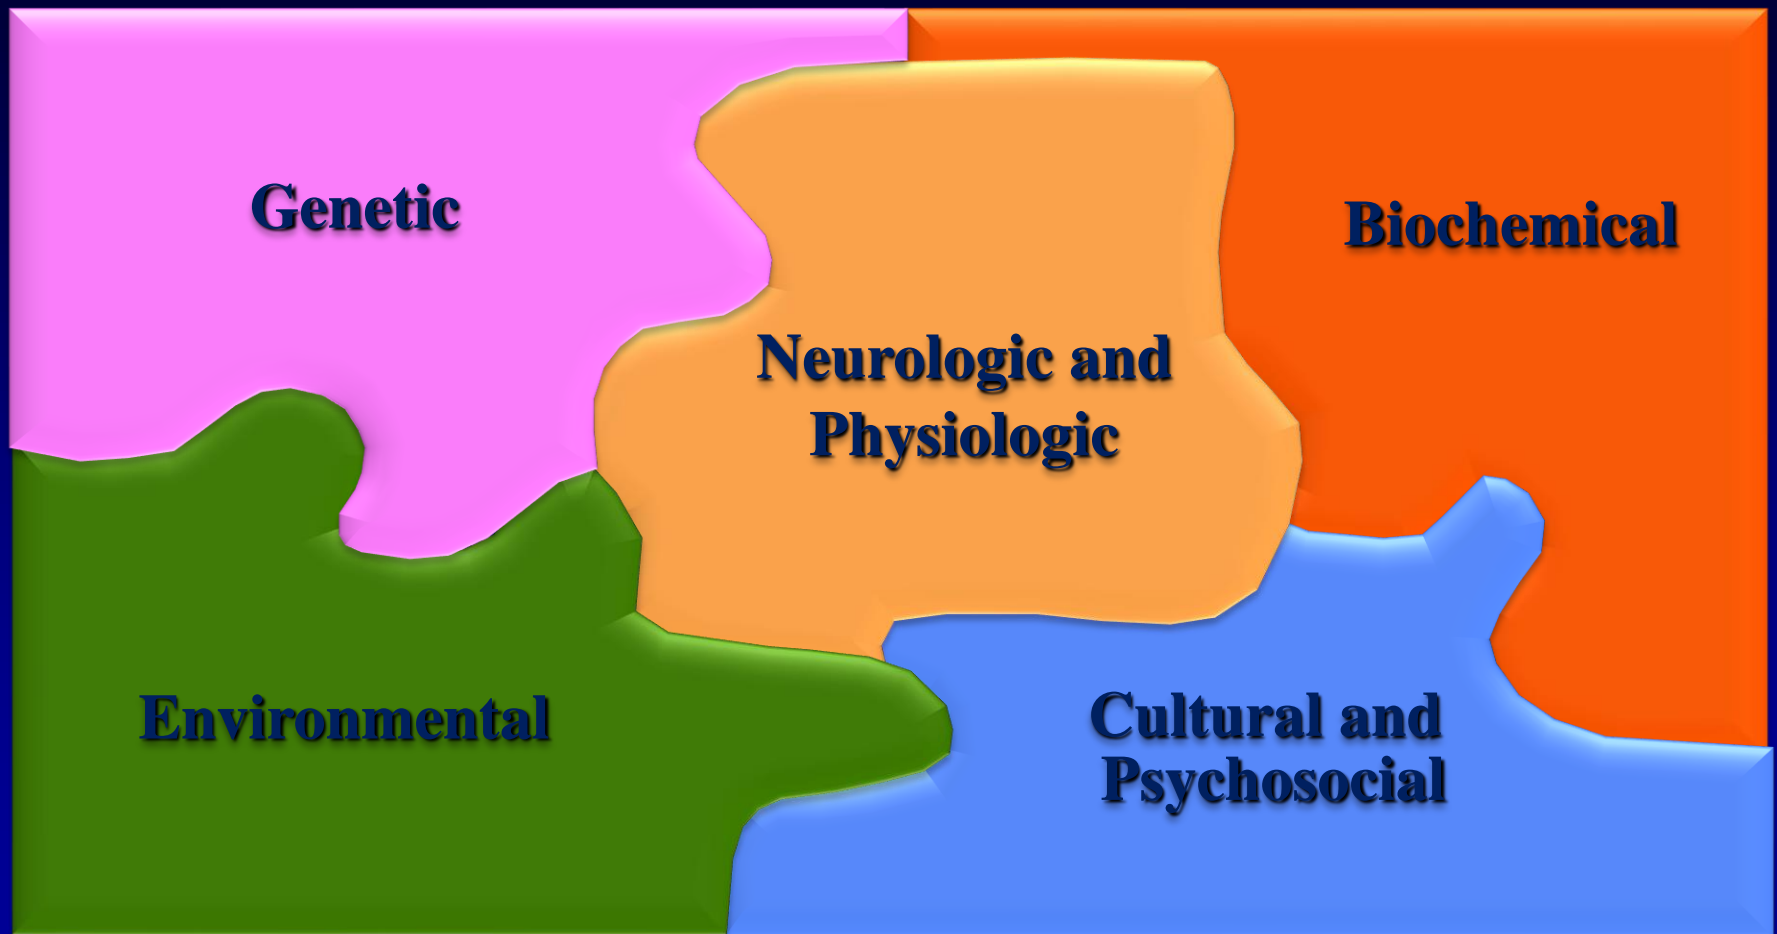 Genetic
Biochemical
Neurologic and
Physiologic
Environmental
Cultural and
Psychosocial